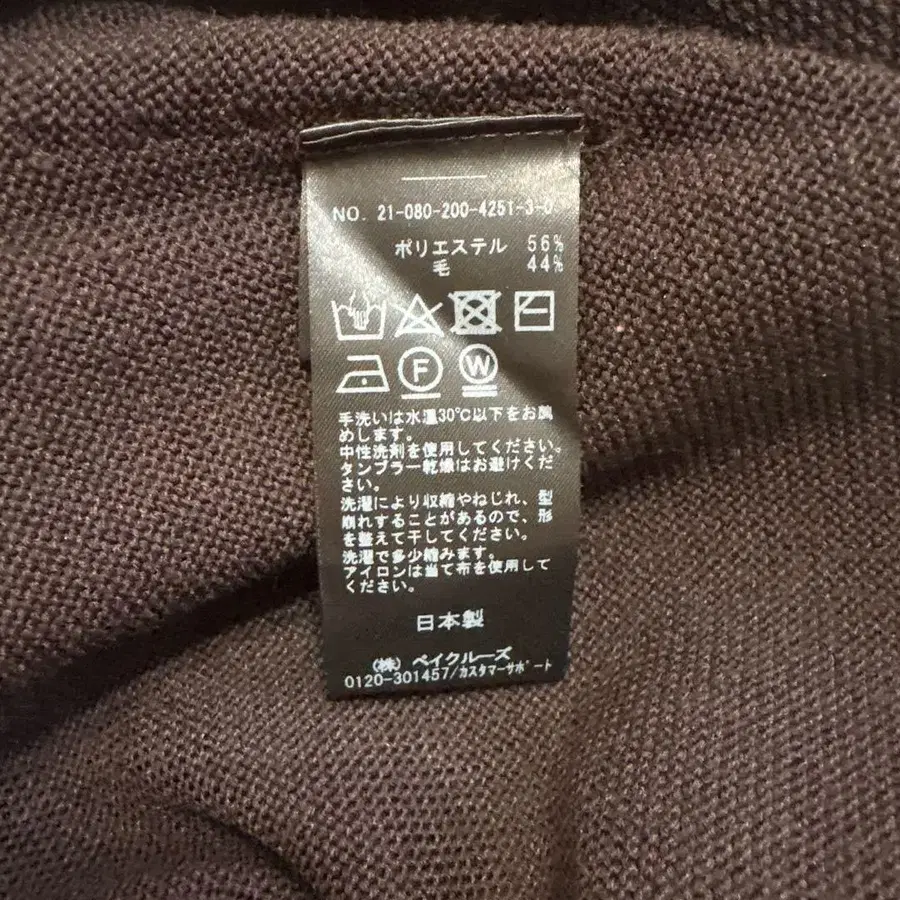 NO. 21-080-200-4251-3-0
ポリエステル 56%
毛 44%
F W
手洗いは水温30℃以下をお勧
めします。
中性洗剤を使用してください。
タンブラー乾燥はお避けくだ
さい。
洗濯により収縮やねじれ、型
崩れすることがあるので、形
を整えて干してください。
洗濯で多少縮みます。
アイロンは当て布を使用して
ください。
日本製
(株) ベイクルーズ
0120-301457/カスタマーサポート